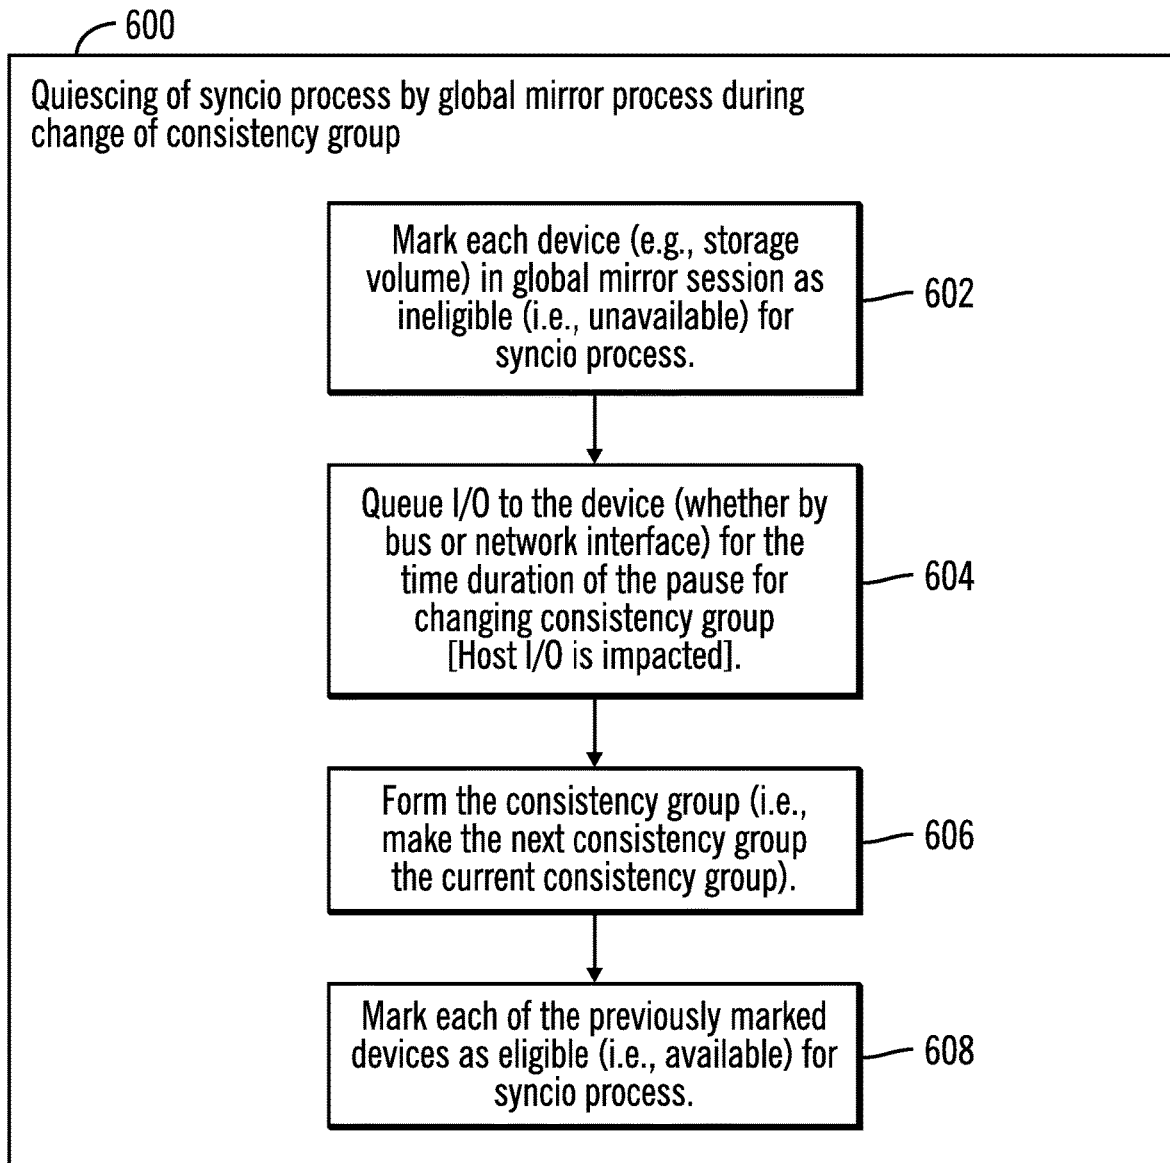 600
Quiescing of syncio process by global mirror process during
change of consistency group
Mark each device (e.g., storage
volume) in global mirror session as
ineligible (i.e., unavailable) for
syncio process.
602
Queue I/O to the device (whether by
bus or network interface) for the
time duration of the pause for
changing consistency group
[Host I/O is impacted].
604
Form the consistency group (i.e.,
make the next consistency group
the current consistency group).
606
Mark each of the previously marked
devices as eligible (i.e., available) for
syncio process.
608